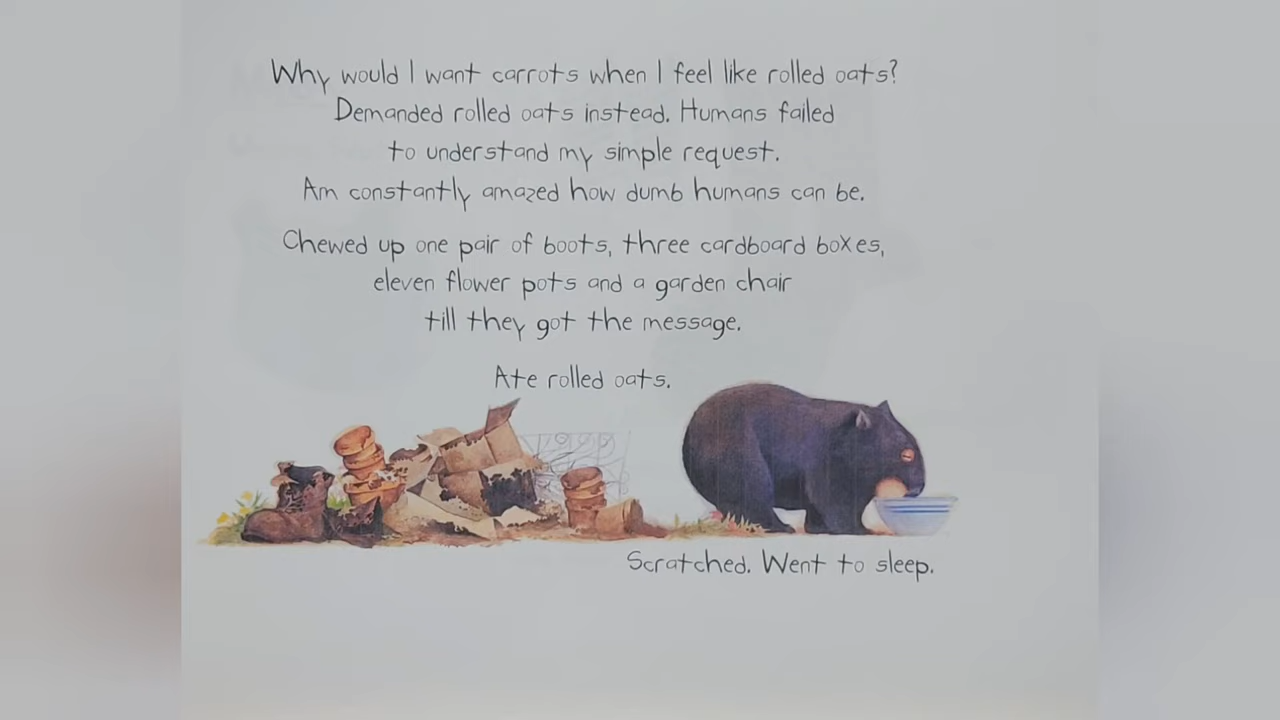 Why would I want carrots when I feel like rolled oats?
Demanded rolled oats instead. Humans failed
to understand my simple request.
Am constantly amazed how dumb humans can be.
Chewed up one pair of boots, three cardboard boxes,
eleven flower pots and a garden chair
till they got the message.
Ate rolled oats.
Scratched. Went to sleep.